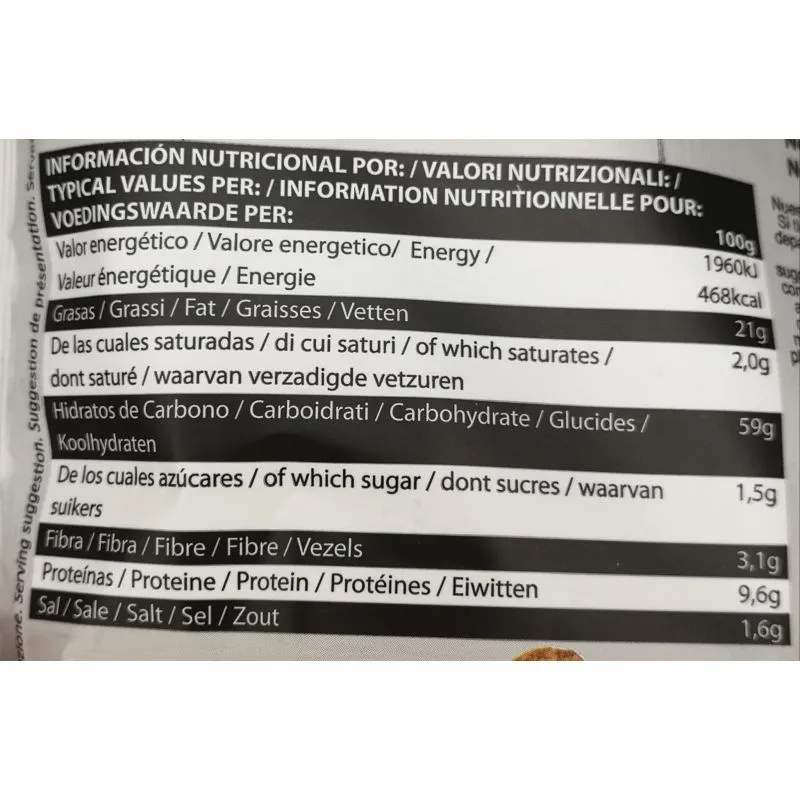 INFORMACIÓN NUTRICIONAL POR: / VALORI NUTRIZIONALI: /
TYPICAL VALUES PER: / INFORMATION NUTRITIONNELLE POUR:
VOEDINGSWAARDE PER:
100g
Valor energético / Valore energetico/ Energy /
1960kJ
Valeur énergétique / Energie
468kcal
Grasas / Grassi / Fat / Graisses / Vetten
21g
De las cuales saturadas / di cui saturi / of which saturates /
2,0g
dont saturé / waarvan verzadigde vetzuren
Hidratos de Carbono / Carboidrati / Carbohydrate / Glucides /
59g
Koolhydraten
De los cuales azúcares / of which sugar / dont sucres / waarvan
1,5g
suikers
Fibra / Fibra / Fibre / Fibre / Vezels
3,1g
Proteínas / Proteine / Protein / Protéines / Eiwitten
9,6g
Sal / Sale / Salt / Sel / Zout
1,6g
Serving suggestion. Suggestion de présentation.